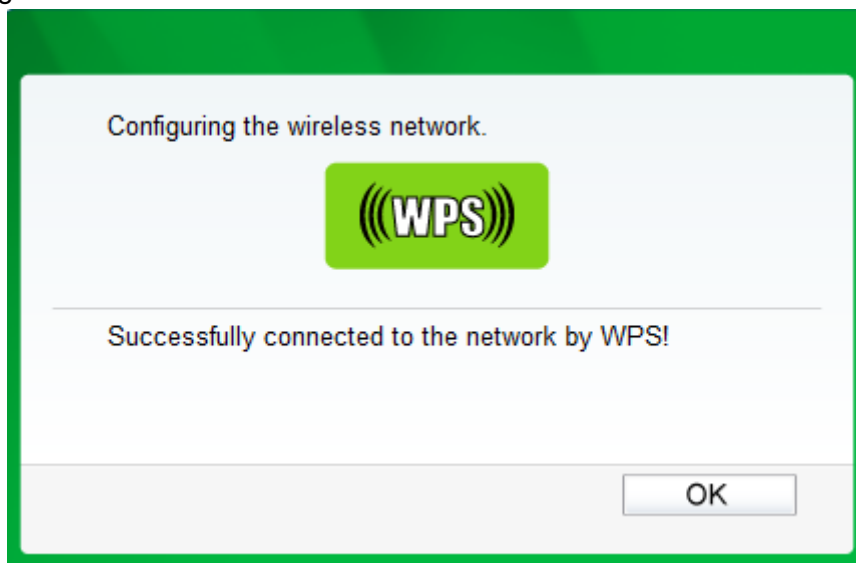 Configuring the wireless network.
(((WPS)))
Successfully connected to the network by WPS!
OK